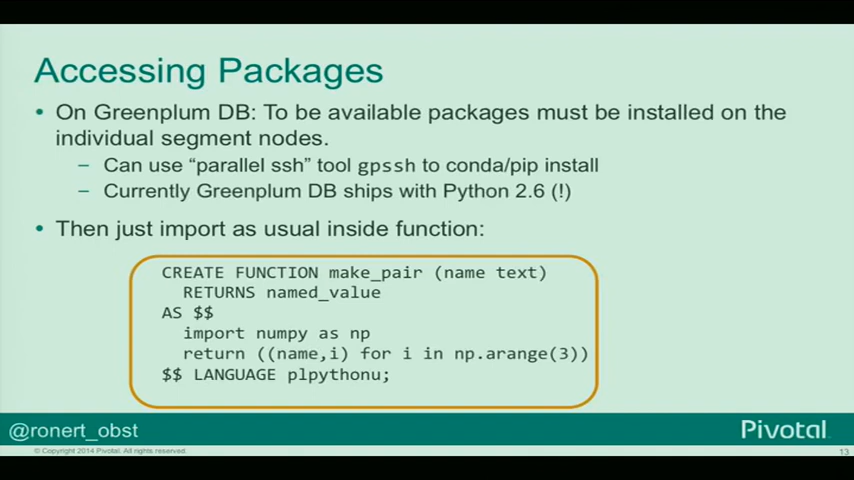 Accessing Packages
• On Greenplum DB: To be available packages must be installed on the
individual segment nodes.
– Can use “parallel ssh” tool gpssh to conda/pip install
– Currently Greenplum DB ships with Python 2.6 (!)
• Then just import as usual inside function:
CREATE FUNCTION make_pair (name text)
RETURNS named_value
AS $$
import numpy as np
return ((name,i) for i in np.arange(3))
$$ LANGUAGE plpythonu;
@ronert_obst
Pivotal
© Copyright 2014 Pivotal. All rights reserved.
13